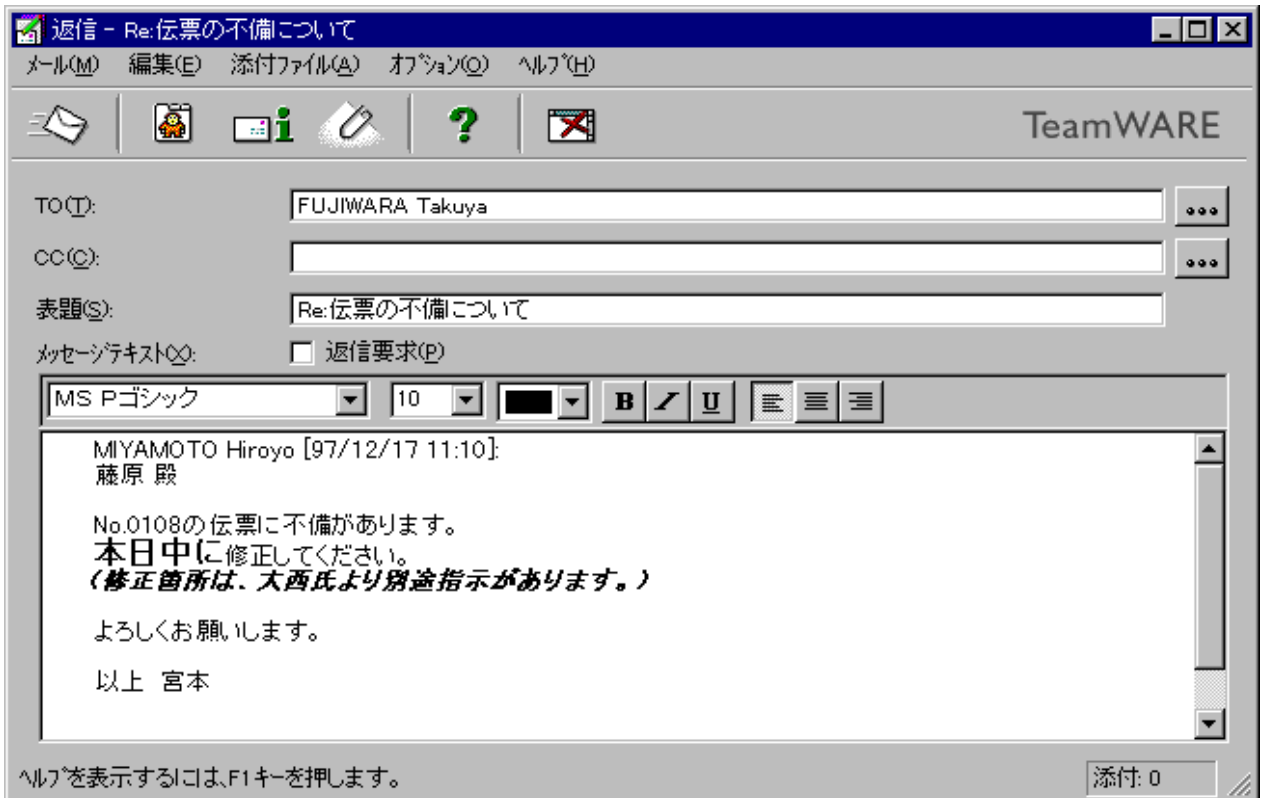 返信 - Re:伝票の不備について
ﾒｰﾙ(M) 編集(E) 添付ﾌｧｲﾙ(A) ｵﾌﾟｼｮﾝ(O) ﾍﾙﾌﾟ(H)
TeamWARE
TO(T): FUJIWARA Takuya
CC(C):
表題(S): Re:伝票の不備について
ﾒｯｾｰｼﾞﾃｷｽﾄ(X): 返信要求(P)
MS Pゴシック 10 B I U
MIYAMOTO Hiroyo [97/12/17 11:10]:
藤原 殿
No.0108の伝票に不備があります。
本日中に修正してください。
(修正箇所は、大西氏より別途指示があります。)
よろしくお願いします。
以上 宮本
ﾍﾙﾌﾟを表示するには、F1キーを押します。 添付: 0